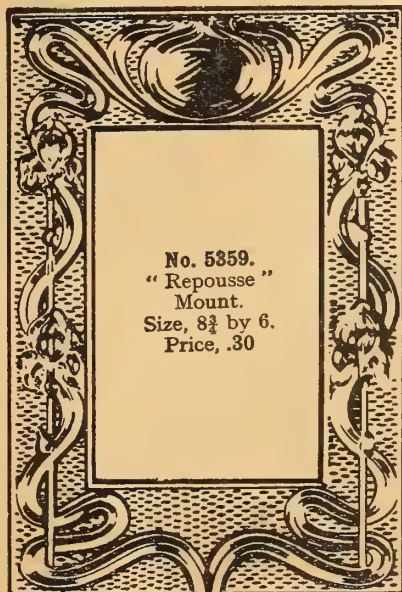 No. 5359.
“ Repousse ”
Mount.
Size, 8¾ by 6.
Price, .30